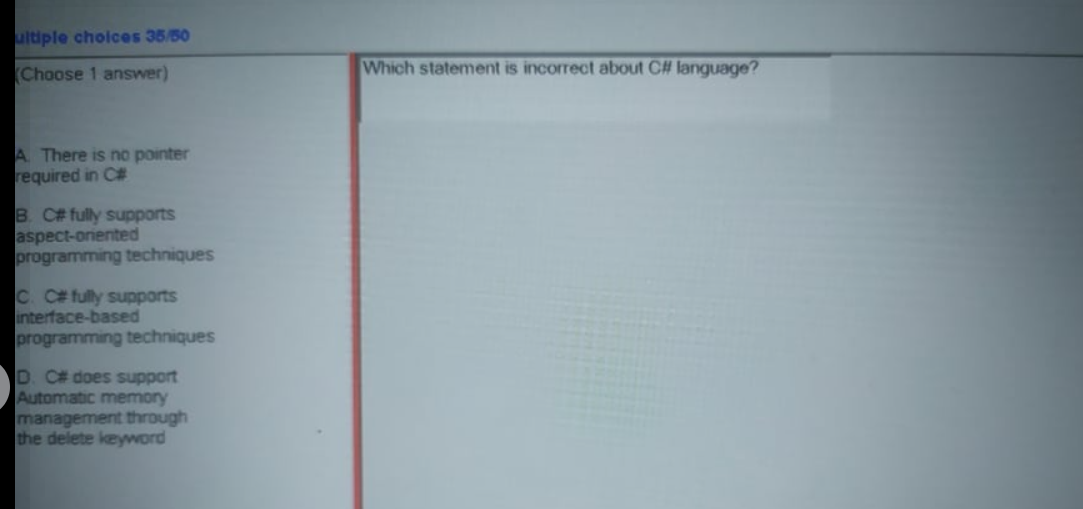 ultiple choices 35/50
(Choose 1 answer)
Which statement is incorrect about C# language?
A. There is no pointer
required in C#
B. C# fully supports
aspect-oriented
programming techniques
C. C# fully supports
interface-based
programming techniques
D. C# does support
Automatic memory
management through
the delete keyword